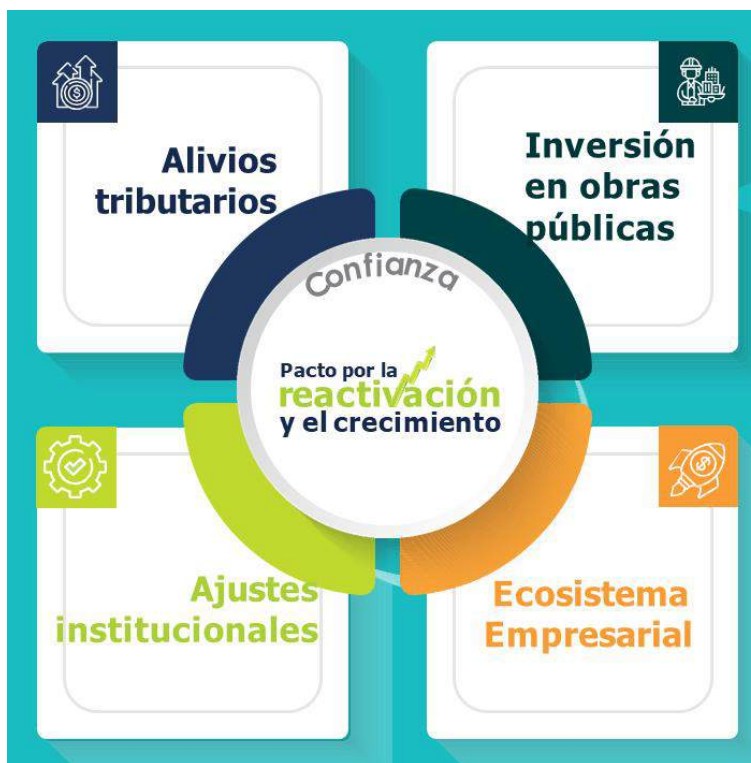 Alivios
tributarios
Inversión
en obras
públicas
Confianza
Pacto por la
reactivación
y el crecimiento
Ajustes
institucionales
Ecosistema
Empresarial